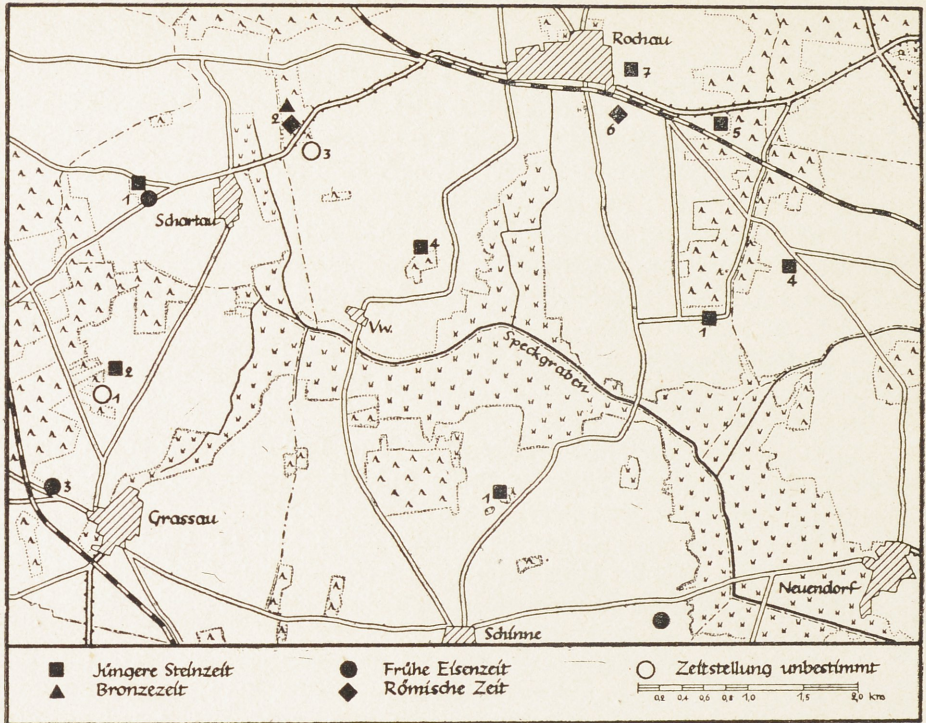 Rochau
7
2
6
5
3
1
Schartau
4
4
Vw.
1
Speckgraben
2
1
3
1
Grassau
Neuendorf
Schinne
Jüngere Steinzeit
Bronzezeit
Frühe Eisenzeit
Römische Zeit
Zeitstellung unbestimmt
0,2 0,4 0,6 0,8 1,0 1,5 2,0 km